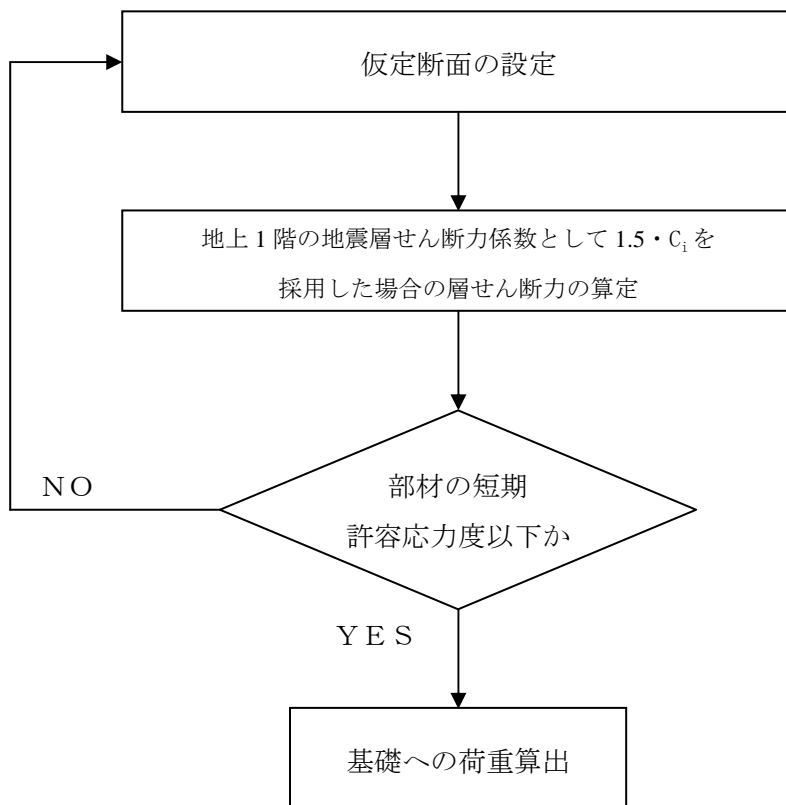 仮定断面の設定
地上1階の地震層せん断力係数として1.5・Ciを
採用した場合の層せん断力の算定
部材の短期
許容応力度以下か
ＮＯ
ＹＥＳ
基礎への荷重算出